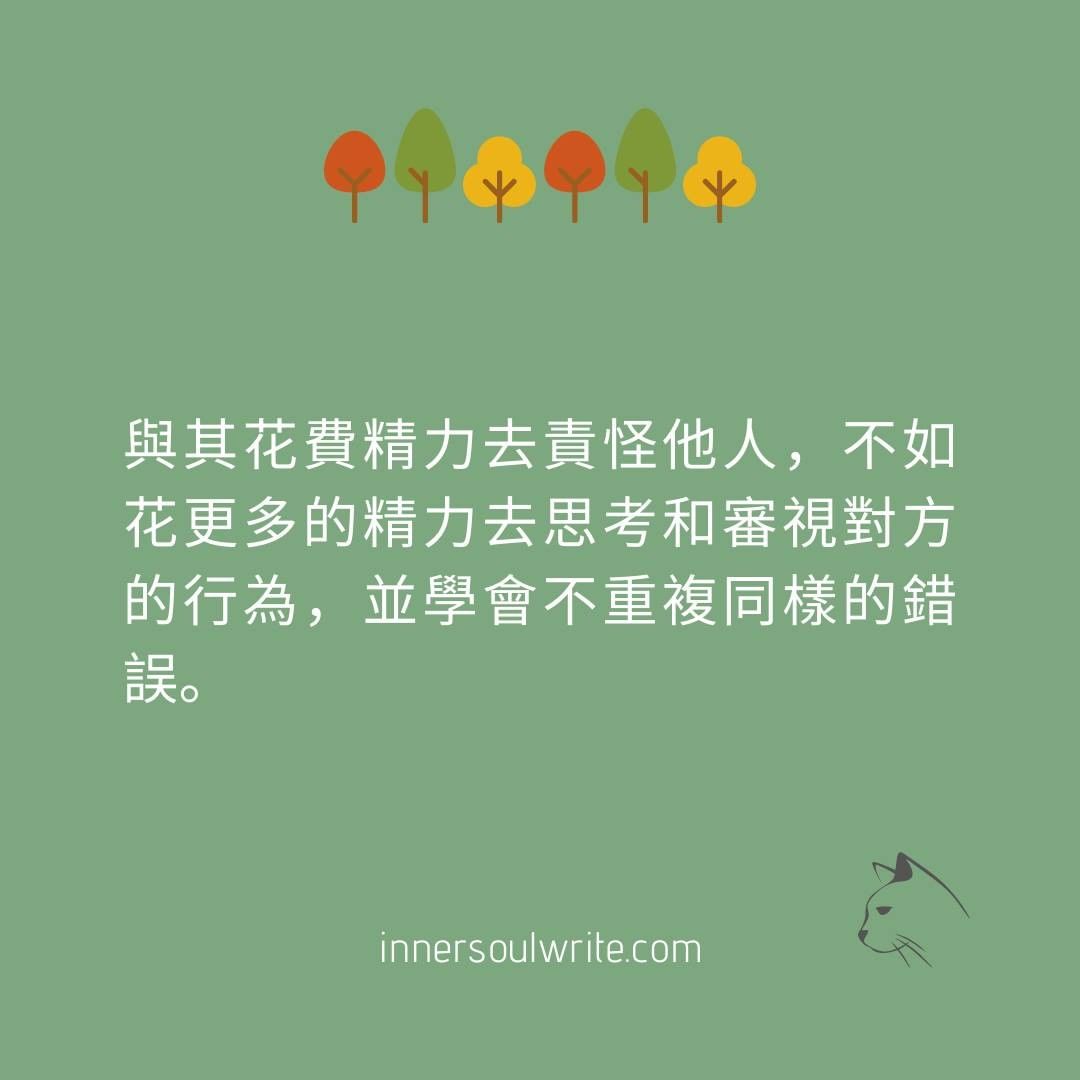 與其花費精力去責怪他人，不如
花更多的精力去思考和審視對方
的行為，並學會不重複同樣的錯
誤。
innersoulwrite.com